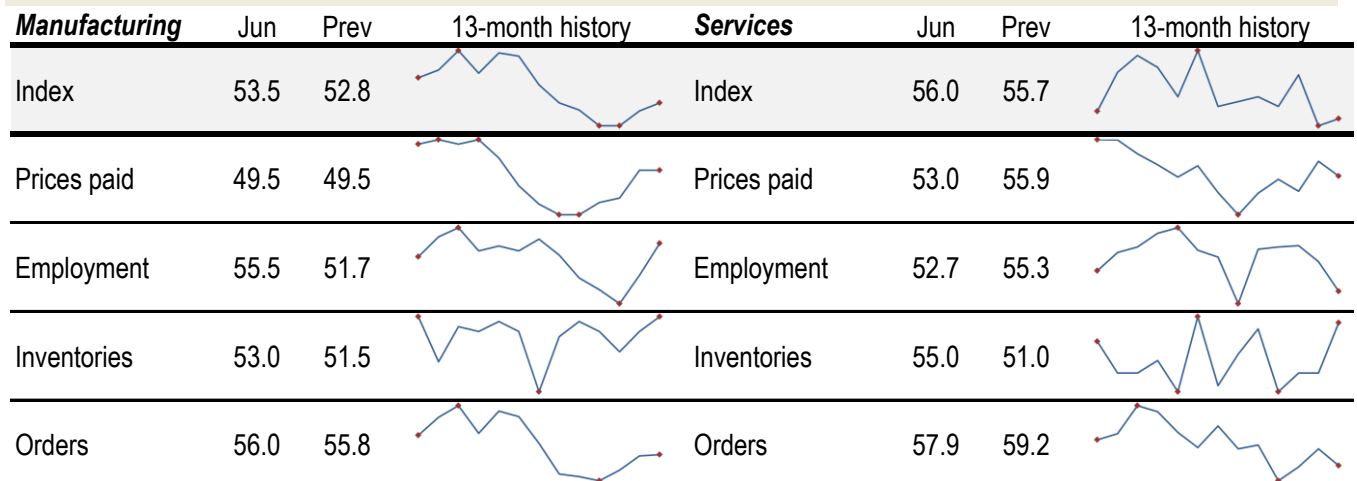 Manufacturing Jun Prev 13-month history Services Jun Prev 13-month history
Index 53.5 52.8 Index 56.0 55.7
Prices paid 49.5 49.5 Prices paid 53.0 55.9
Employment 55.5 51.7 Employment 52.7 55.3
Inventories 53.0 51.5 Inventories 55.0 51.0
Orders 56.0 55.8 Orders 57.9 59.2